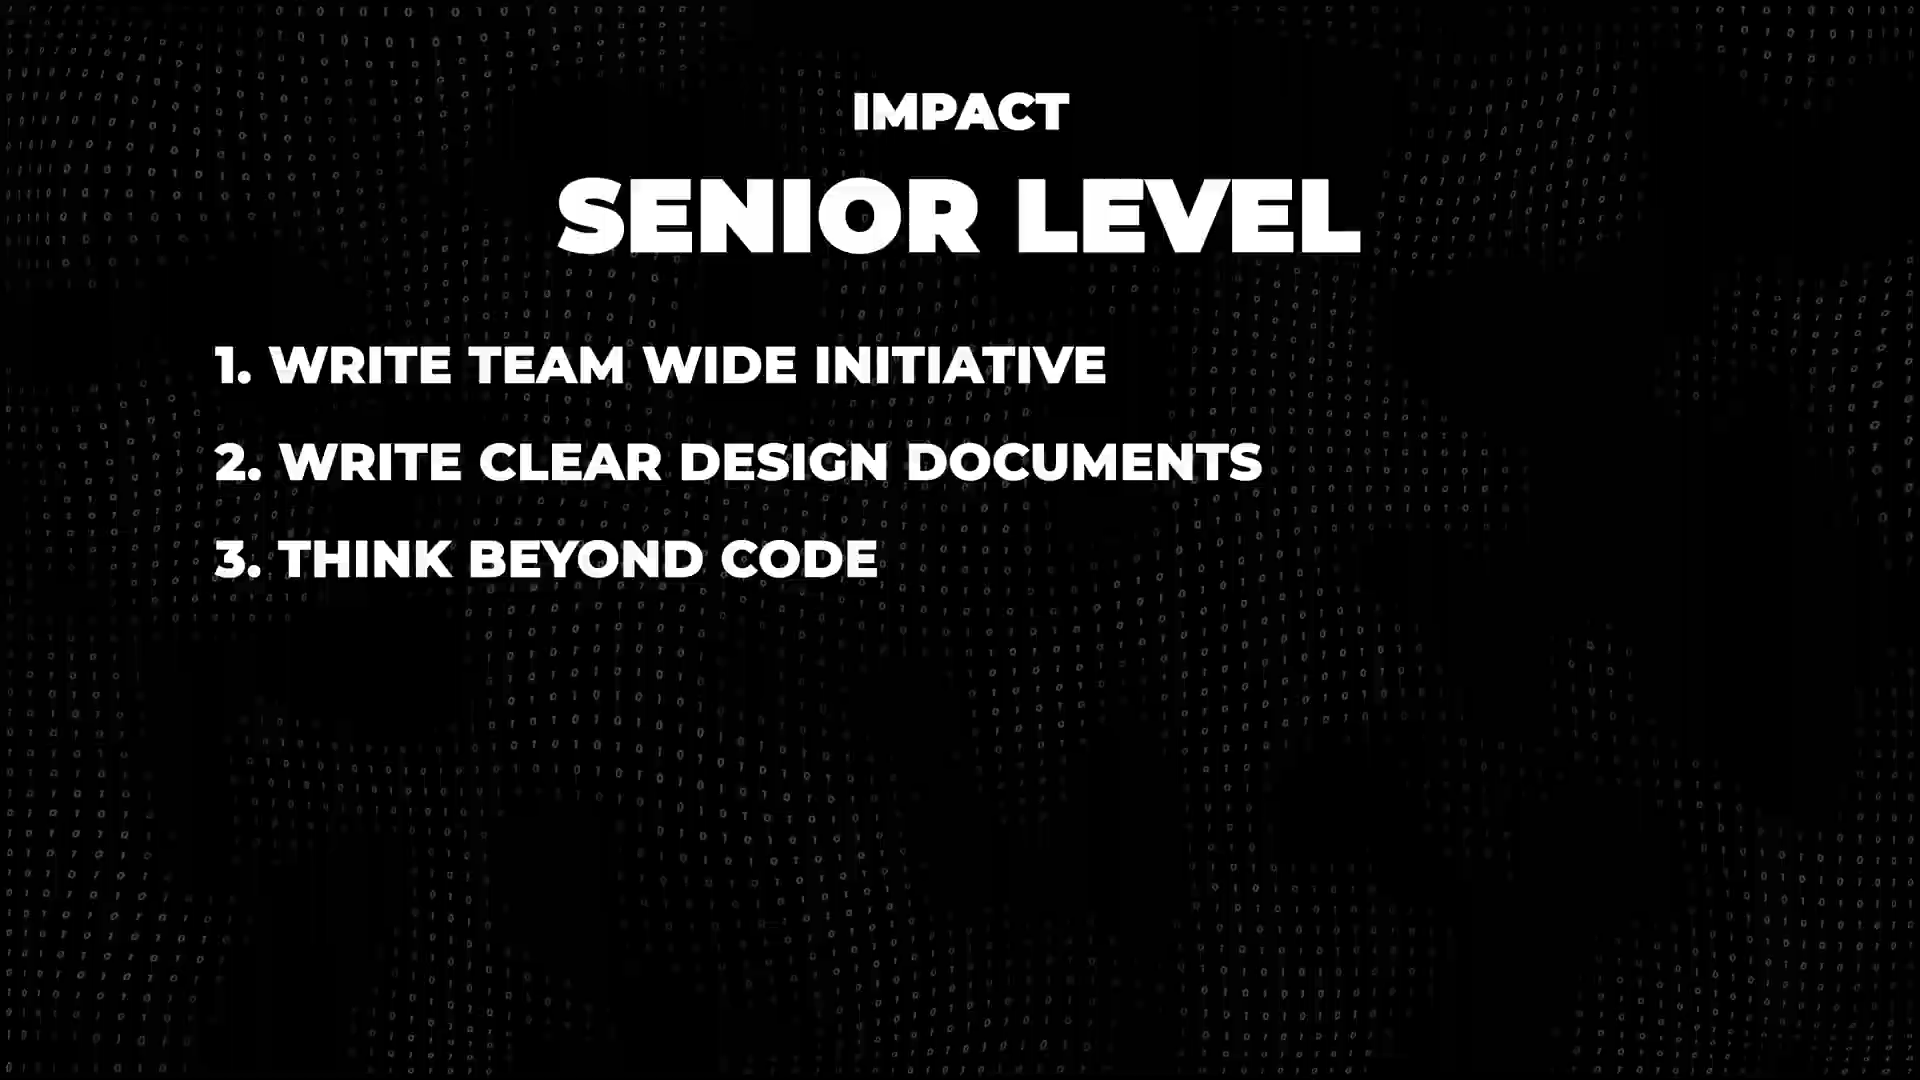 IMPACT
SENIOR LEVEL
1. WRITE TEAM WIDE INITIATIVE
2. WRITE CLEAR DESIGN DOCUMENTS
3. THINK BEYOND CODE